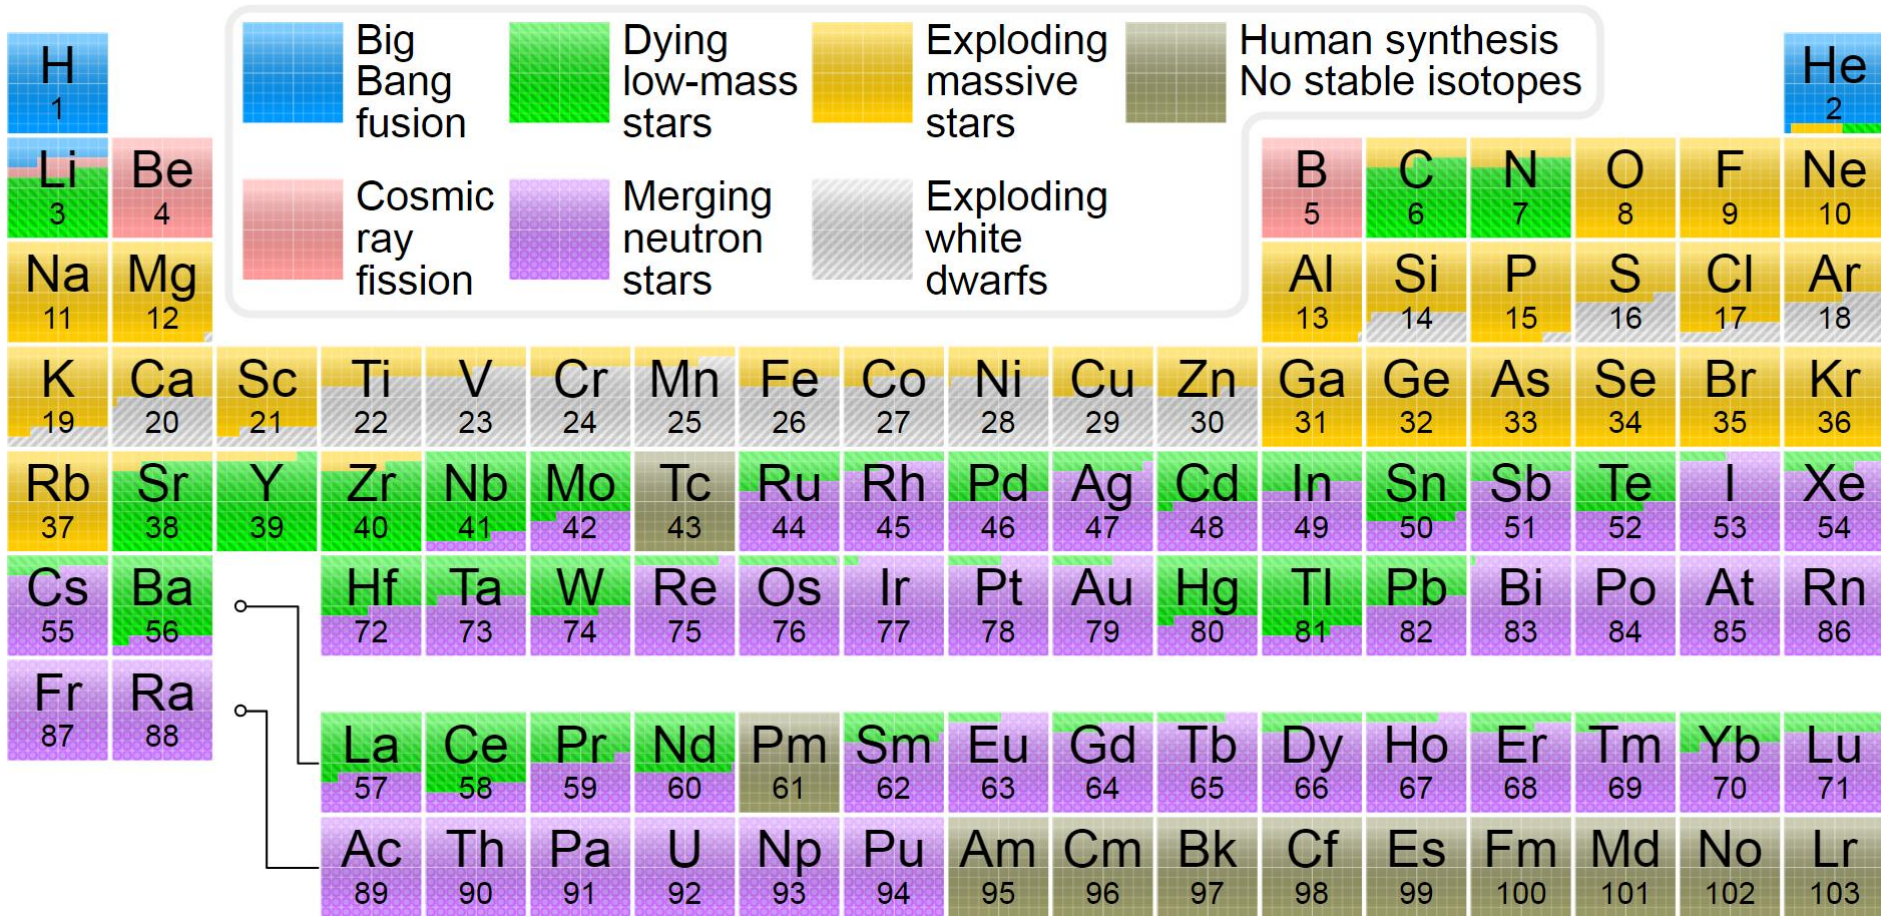 Big
Bang
fusion
Dying
low-mass
stars
Exploding
massive
stars
Human synthesis
No stable isotopes
Cosmic
ray
fission
Merging
neutron
stars
Exploding
white
dwarfs
H He
1 2
Li Be B C N O F Ne
3 4 5 6 7 8 9 10
Na Mg Al Si P S Cl Ar
11 12 13 14 15 16 17 18
K Ca Sc Ti V Cr Mn Fe Co Ni Cu Zn Ga Ge As Se Br Kr
19 20 21 22 23 24 25 26 27 28 29 30 31 32 33 34 35 36
Rb Sr Y Zr Nb Mo Tc Ru Rh Pd Ag Cd In Sn Sb Te I Xe
37 38 39 40 41 42 43 44 45 46 47 48 49 50 51 52 53 54
Cs Ba Hf Ta W Re Os Ir Pt Au Hg Tl Pb Bi Po At Rn
55 56 72 73 74 75 76 77 78 79 80 81 82 83 84 85 86
Fr Ra
87 88
La Ce Pr Nd Pm Sm Eu Gd Tb Dy Ho Er Tm Yb Lu
57 58 59 60 61 62 63 64 65 66 67 68 69 70 71
Ac Th Pa U Np Pu Am Cm Bk Cf Es Fm Md No Lr
89 90 91 92 93 94 95 96 97 98 99 100 101 102 103